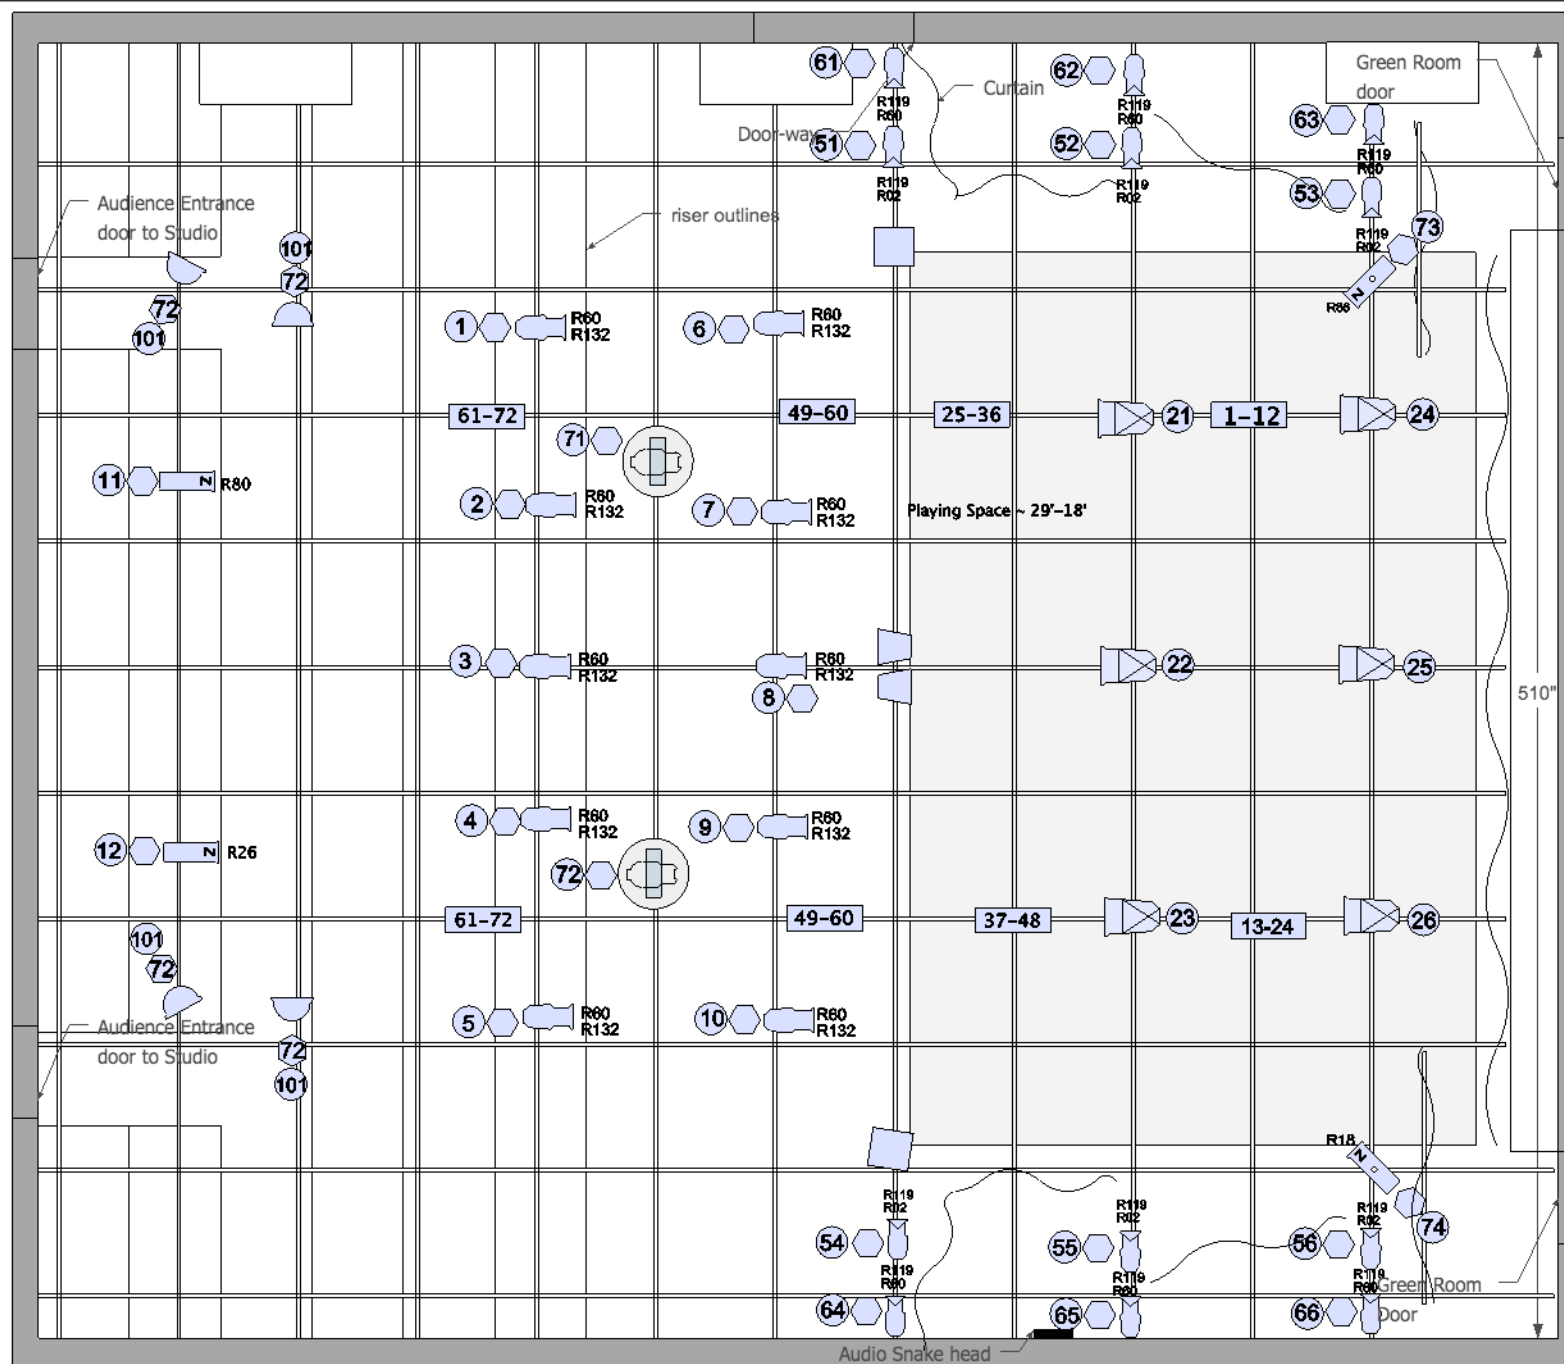 61
62
Green Room
door
Curtain
R119
R60
R119
R60
63
Door-way
51
52
R119
R60
R119
R02
R119
R02
53
Audience Entrance
door to Studio
riser outlines
73
R119
R02
101
72
72
101
R86
Z
1
R60
R132
6
R60
R132
61-72
49-60
25-36
21
1-12
24
71
11
Z
R80
2
R60
R132
7
R60
R132
Playing Space ~ 29'-18'
3
R60
R132
R60
R132
8
22
25
510"
4
R60
R132
9
R60
R132
12
Z
R26
72
61-72
49-60
37-48
23
13-24
26
101
72
5
R60
R132
10
R60
R132
Audience Entrance
door to Studio
72
101
R18
Z
R119
R02
R119
R02
R119
R02
74
54
55
56
R119
R60
R119
R60
R119
R60
Green Room
Door
64
65
66
Audio Snake head